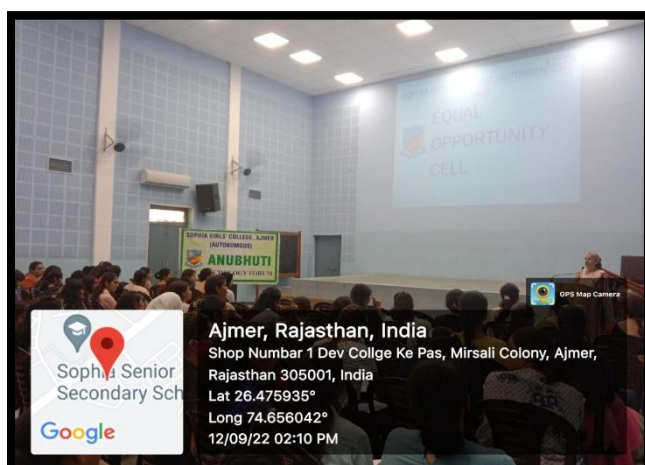 EQUAL
OPPORTUNITY
CELL
SOPHIA GIRLS' COLLEGE, AJMER
(AUTONOMOUS)
ANUBHUTI
FORUM
GPS Map Camera
Sophia Senior
Secondary Sch
Google
Ajmer, Rajasthan, India
Shop Numbar 1 Dev Collge Ke Pas, Mirsali Colony, Ajmer,
Rajasthan 305001, India
Lat 26.475935°
Long 74.656042°
12/09/22 02:10 PM